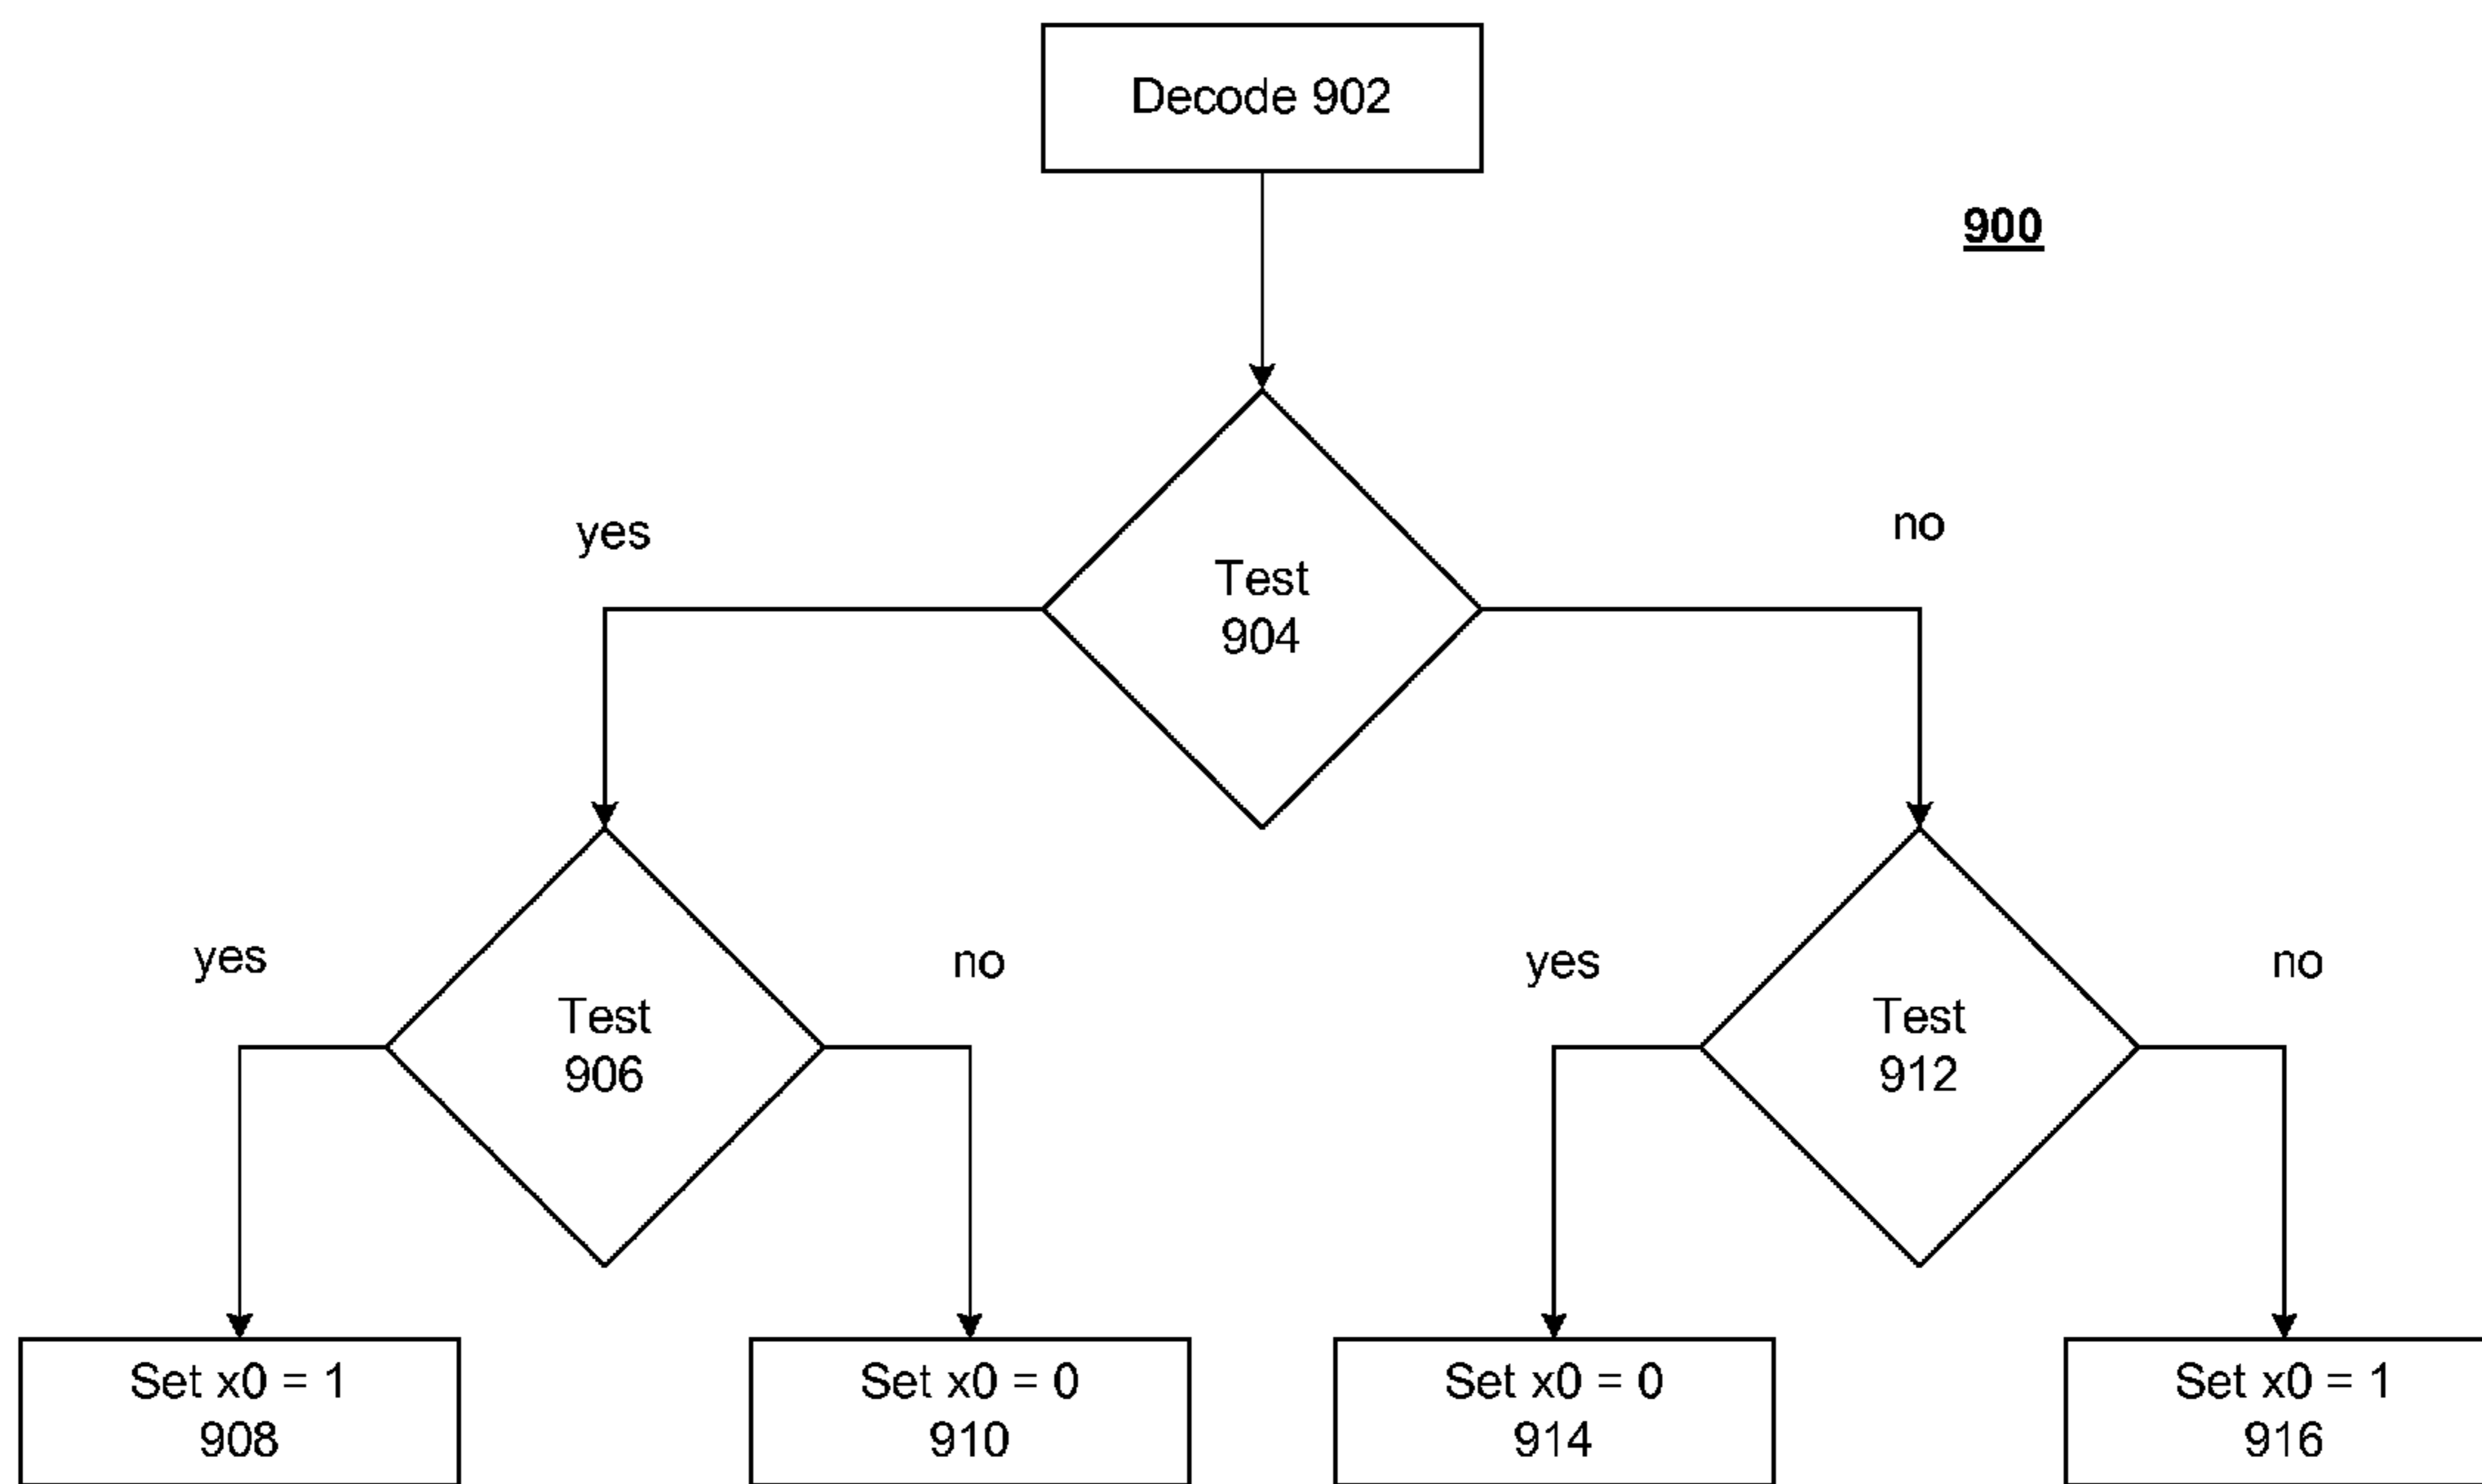 Decode 902
900
yes
no
Test
904
yes
no
yes
no
Test
906
Test
912
Set x0 = 1
908
Set x0 = 0
910
Set x0 = 0
914
Set x0 = 1
916